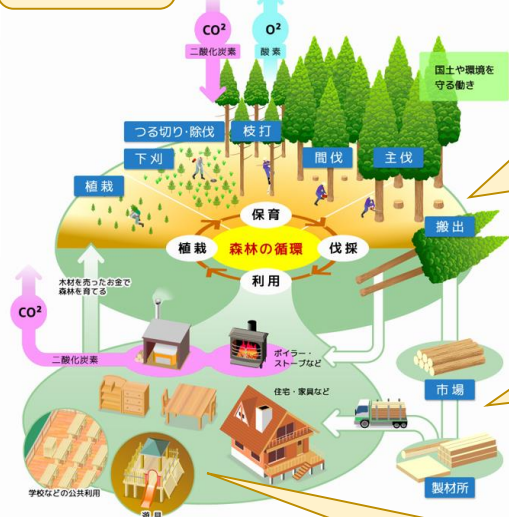 CO²
二酸化炭素
O²
酸素
国土や環境を
守る働き
つる切り・除伐
枝打
下刈
間伐
主伐
植栽
搬出
保育
植栽
森林の循環
伐採
利用
木材を売ったお金で
森林を育てる
CO²
二酸化炭素
ボイラー・
ストーブなど
市場
住宅・家具など
製材所
学校などの公共利用
遊具